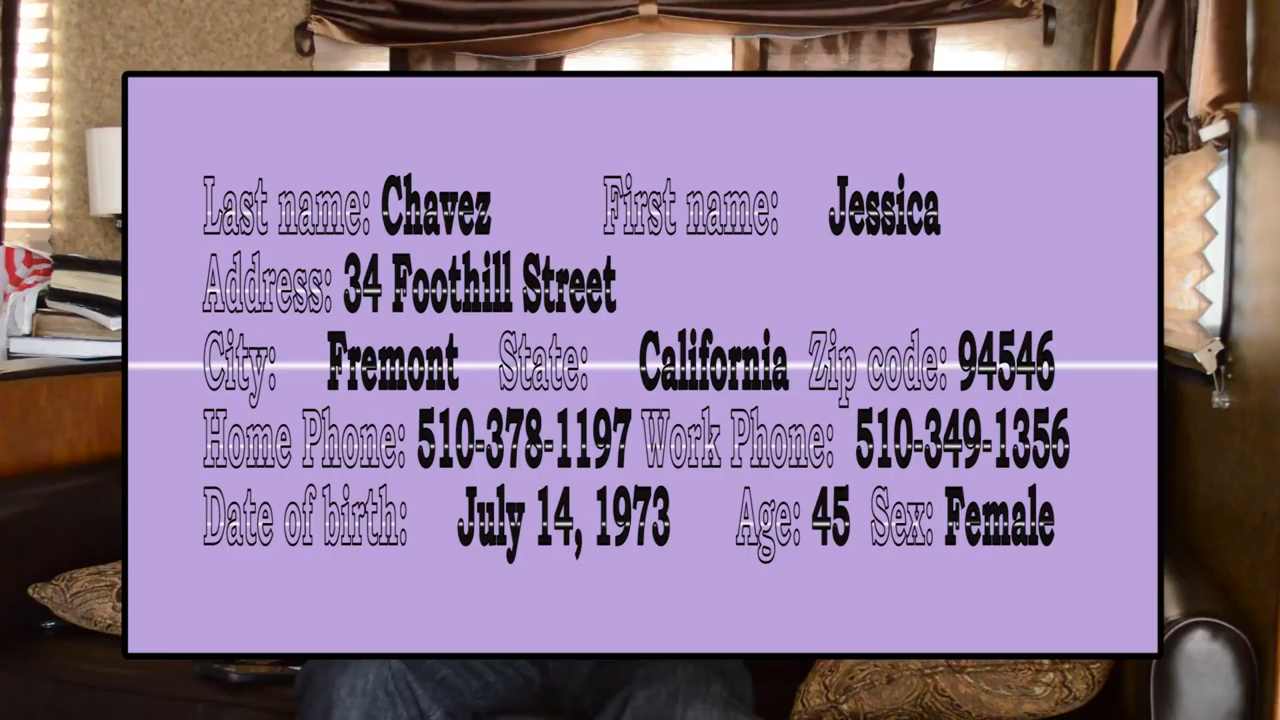 Last name: Chavez First name: Jessica
Address: 34 Foothill Street
City: Fremont State: California Zip code: 94546
Home Phone: 510-378-1197 Work Phone: 510-349-1356
Date of birth: July 14, 1973 Age: 45 Sex: Female